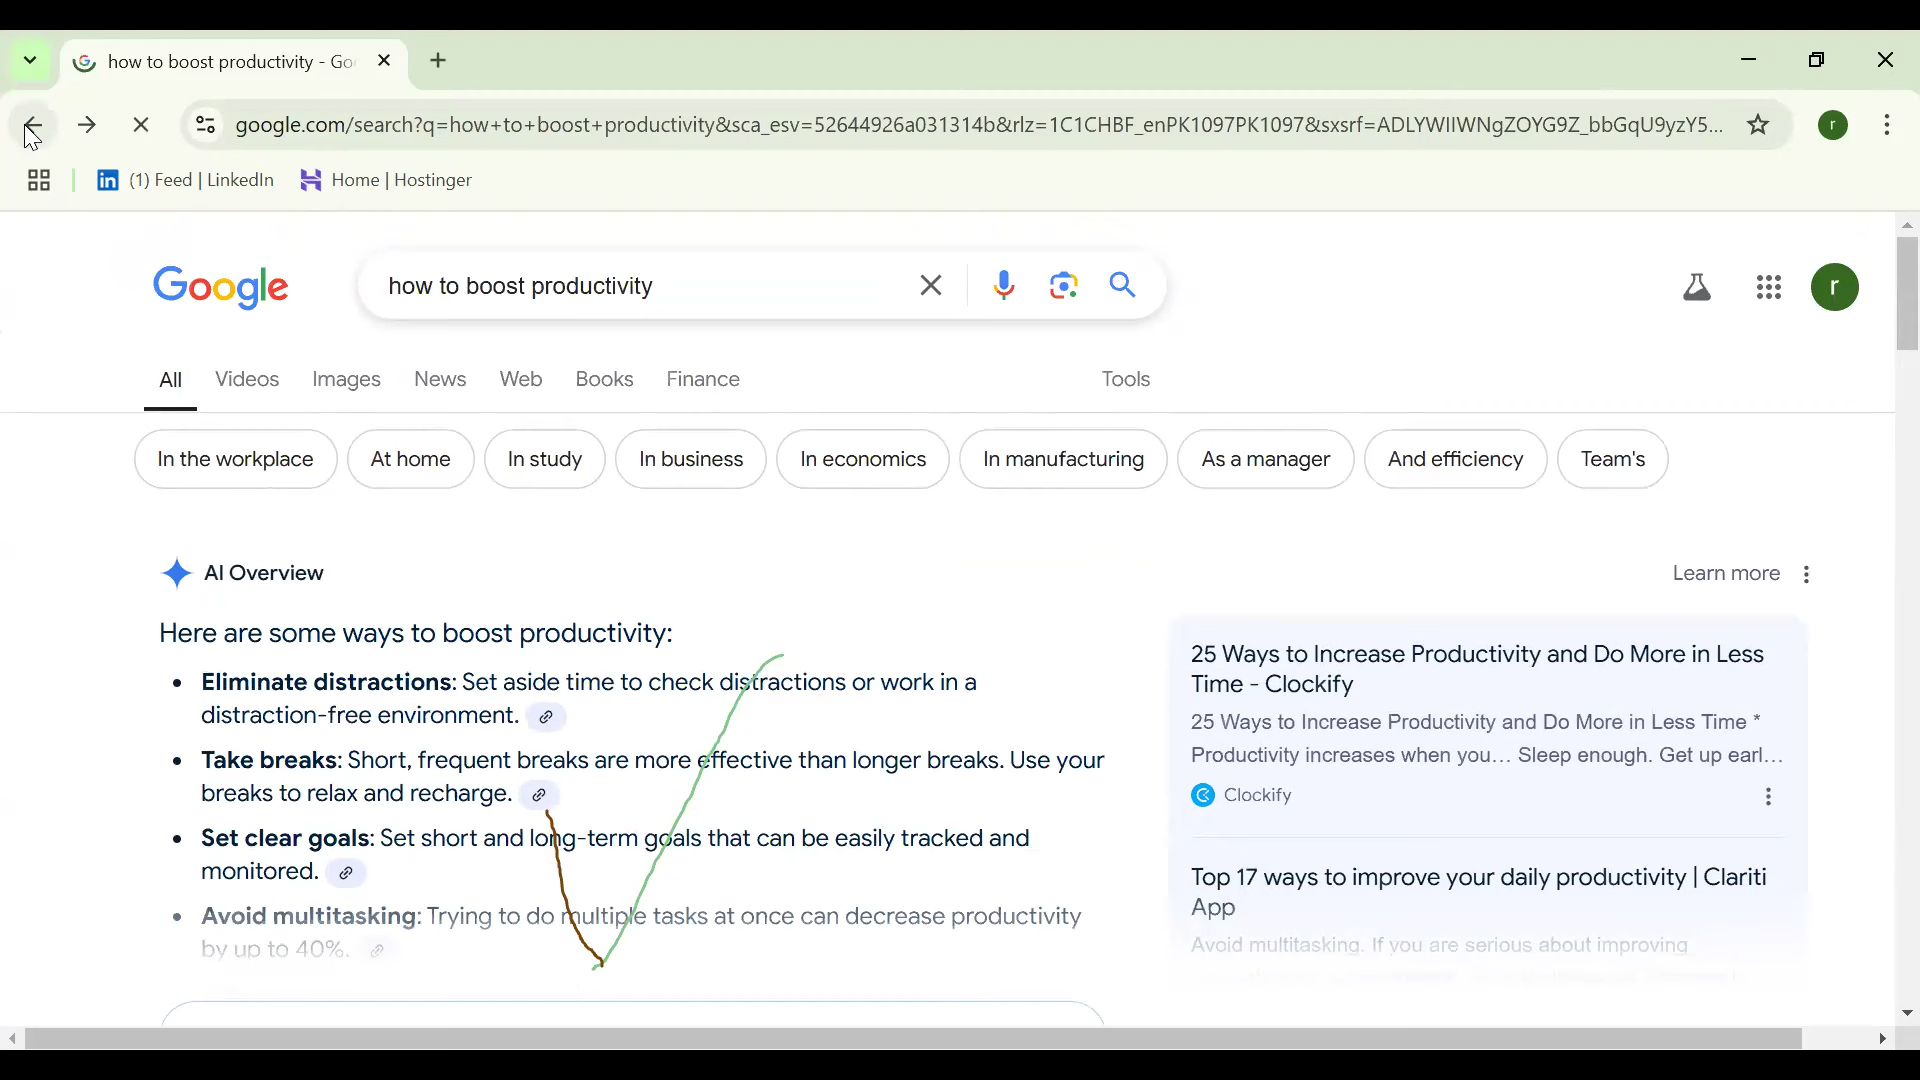 how to boost productivity - Go
google.com/search?q=how+to+boost+productivity&sca_esv=52644926a031314b&rlz=1C1CHBF_enPK1097PK1097&sxsrf=ADLYWIIWNgZOYG9Z_bbGqU9yzY5...
r
(1) Feed | LinkedIn
Home | Hostinger
Google
how to boost productivity
r
All
Videos
Images
News
Web
Books
Finance
Tools
In the workplace
At home
In study
In business
In economics
In manufacturing
As a manager
And efficiency
Team's
AI Overview
Learn more
Here are some ways to boost productivity:
• Eliminate distractions: Set aside time to check distractions or work in a
distraction-free environment.
• Take breaks: Short, frequent breaks are more effective than longer breaks. Use your
breaks to relax and recharge.
• Set clear goals: Set short and long-term goals that can be easily tracked and
monitored.
• Avoid multitasking: Trying to do multiple tasks at once can decrease productivity
by up to 40%.
25 Ways to Increase Productivity and Do More in Less
Time - Clockify
25 Ways to Increase Productivity and Do More in Less Time *
Productivity increases when you... Sleep enough. Get up earl...
Clockify
Top 17 ways to improve your daily productivity | Clariti
App
Avoid multitasking. If you are serious about improving